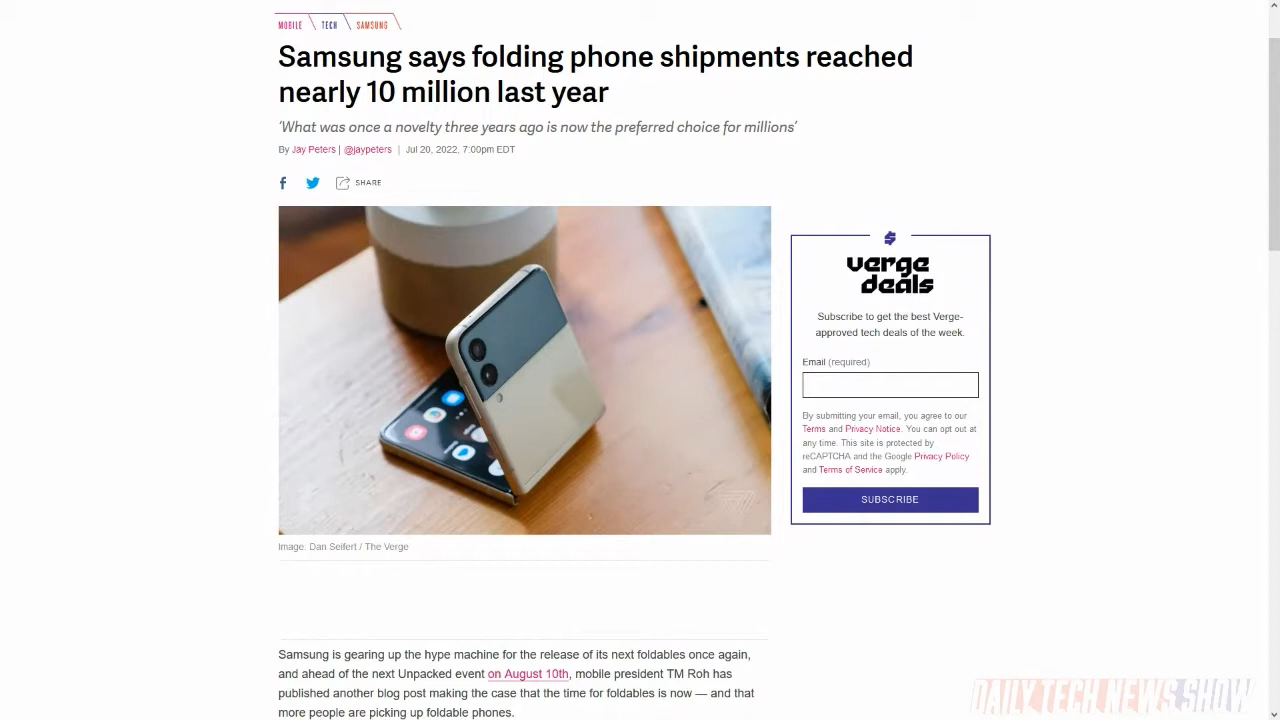 MOBILE TECH SAMSUNG
Samsung says folding phone shipments reached
nearly 10 million last year
‘What was once a novelty three years ago is now the preferred choice for millions’
By Jay Peters | @jaypeters | Jul 20, 2022, 7:00pm EDT
SHARE
verge
deals
Subscribe to get the best Verge-
approved tech deals of the week.
Email (required)
By submitting your email, you agree to our
Terms and Privacy Notice. You can opt out at
any time. This site is protected by
reCAPTCHA and the Google Privacy Policy
and Terms of Service apply.
SUBSCRIBE
Image: Dan Seifert / The Verge
Samsung is gearing up the hype machine for the release of its next foldables once again,
and ahead of the next Unpacked event on August 10th, mobile president TM Roh has
published another blog post making the case that the time for foldables is now — and that
more people are picking up foldable phones.
DAILY TECH NEWS SHOW